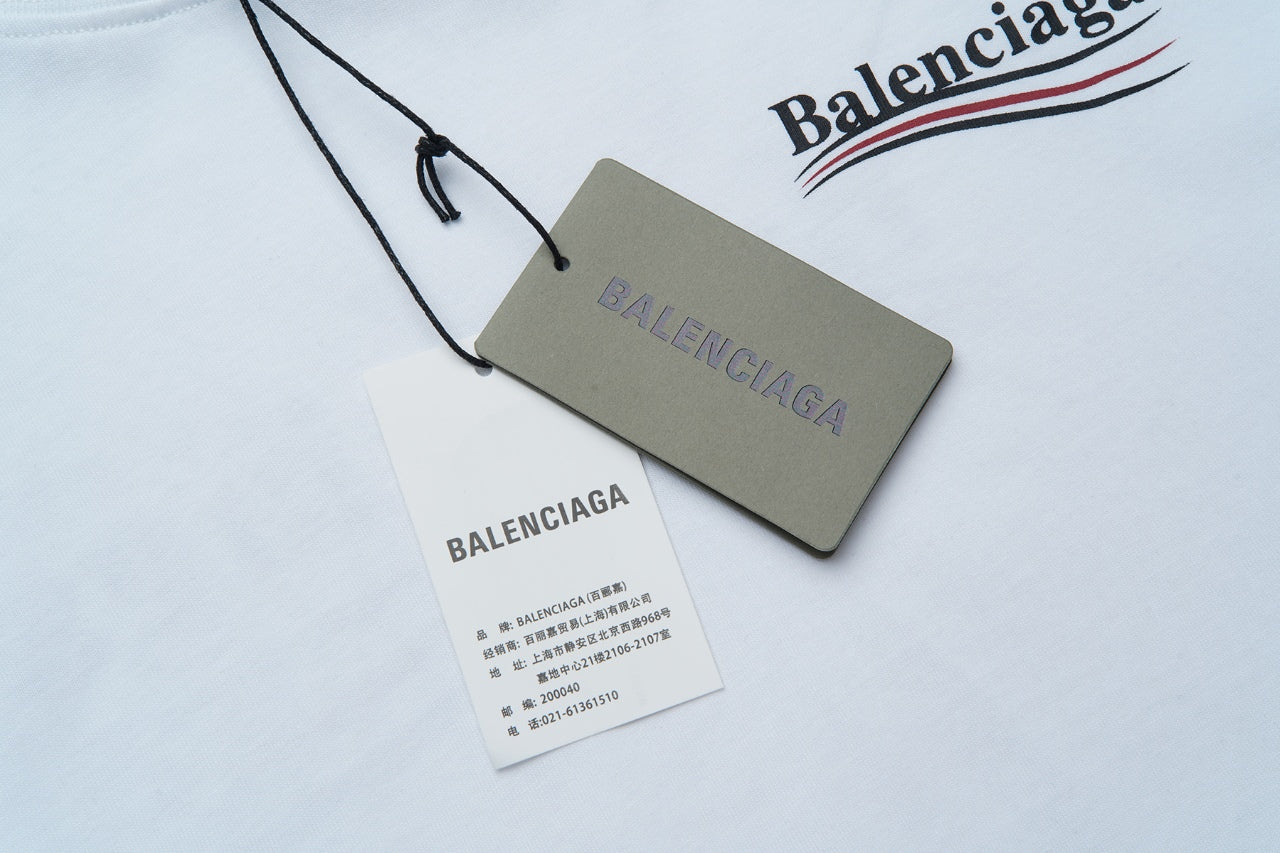 Balenciaga
BALENCIAGA
BALENCIAGA
品 牌: BALENCIAGA (百郦嘉)
经销商: 百丽嘉贸易(上海)有限公司
地 址: 上海市静安区北京西路968号
嘉地中心21楼2106-2107室
邮 编: 200040
电 话:021-61361510